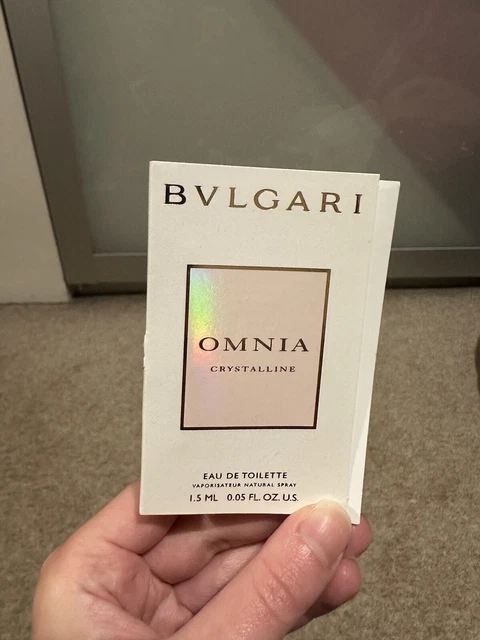 BVLGARI
OMNIA
CRYSTALLINE
EAU DE TOILETTE
VAPORISATEUR NATURAL SPRAY
1.5 ML 0.05 FL. OZ. U.S.